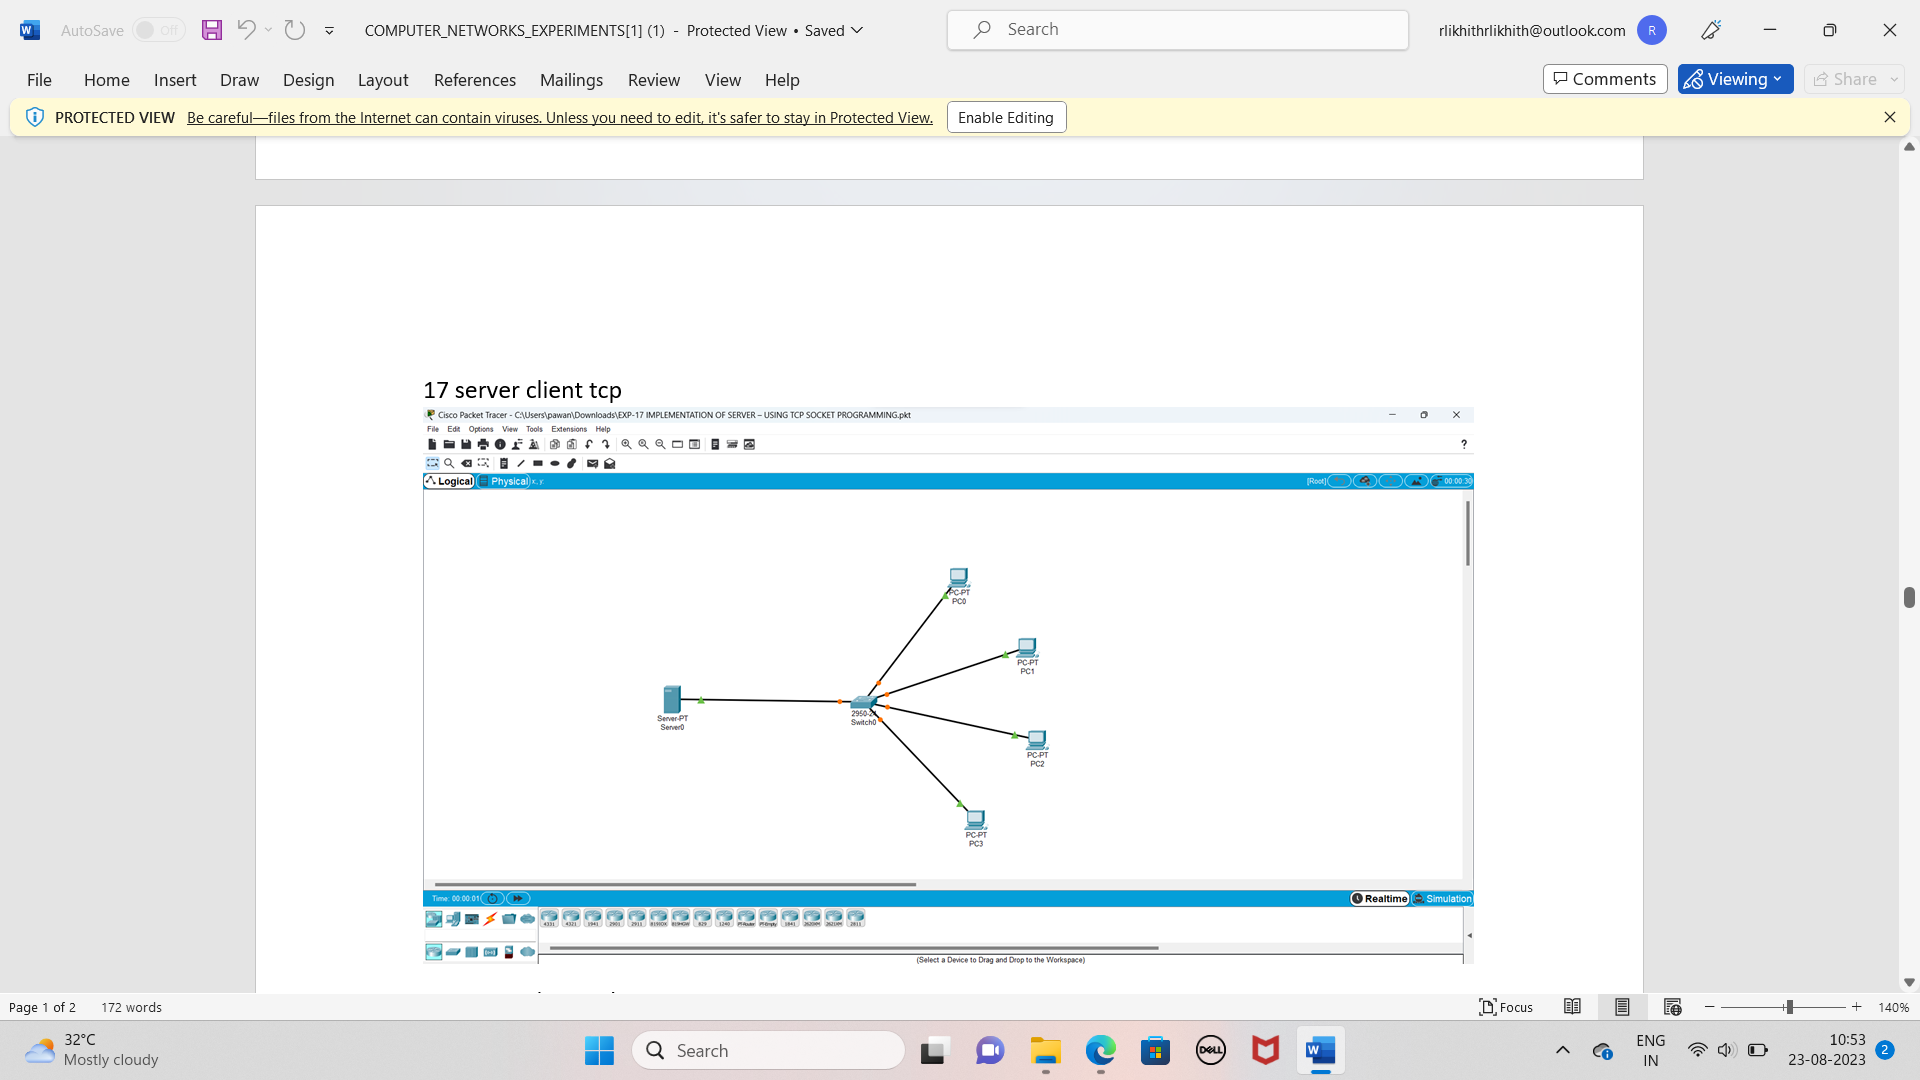 AutoSave Off
COMPUTER_NETWORKS_EXPERIMENTS[1] (1) - Protected View • Saved
Search
rlikhithrlikhith@outlook.com R
File Home Insert Draw Design Layout References Mailings Review View Help
Comments Viewing Share
PROTECTED VIEW Be careful—files from the Internet can contain viruses. Unless you need to edit, it's safer to stay in Protected View. Enable Editing
17 server client tcp
Cisco Packet Tracer - C:\Users\pawan\Downloads\EXP-17 IMPLEMENTATION OF SERVER – USING TCP SOCKET PROGRAMMING.pkt
File Edit Options View Tools Extensions Help
?
Logical Physical x, y: [Root] 00:00:30
PC-PT
PC0
PC-PT
PC1
Server-PT
Server0
2950-24
Switch0
PC-PT
PC2
PC-PT
PC3
Time: 00:00:01 Realtime Simulation
4331 4321 1941 2901 2911 819IOX 819HGW 829 1240 PT-Router PT-Empty 1841 2620XM 2621XM 2811
(Select a Device to Drag and Drop to the Workspace)
Page 1 of 2 172 words Focus 140%
32°C
Mostly cloudy
Search
DELL
ENG
IN
10:53
23-08-2023
2